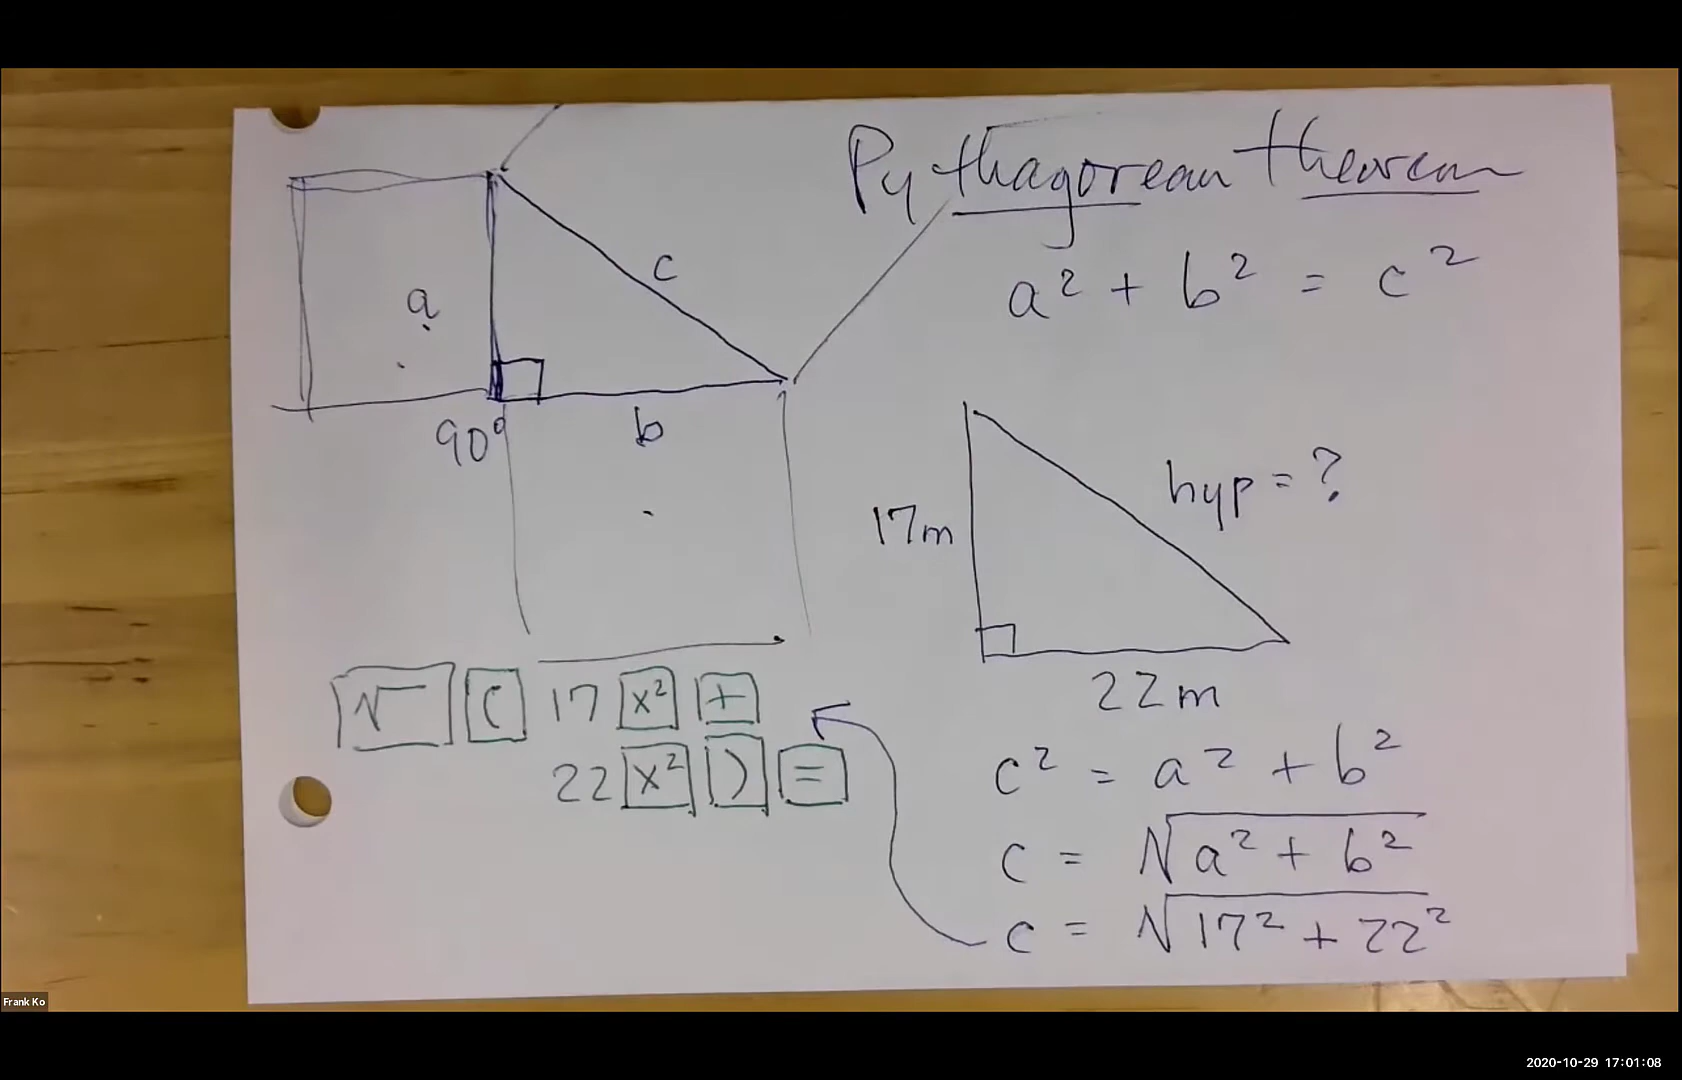 Pythagorean theorem
a² + b² = c²
c
a
90°
b
17m
hyp = ?
22m
√ ( 17 x² +
22 x² ) =
c² = a² + b²
c = √a² + b²
c = √17² + 22²
Frank Ko
2020-10-29 17:01:08